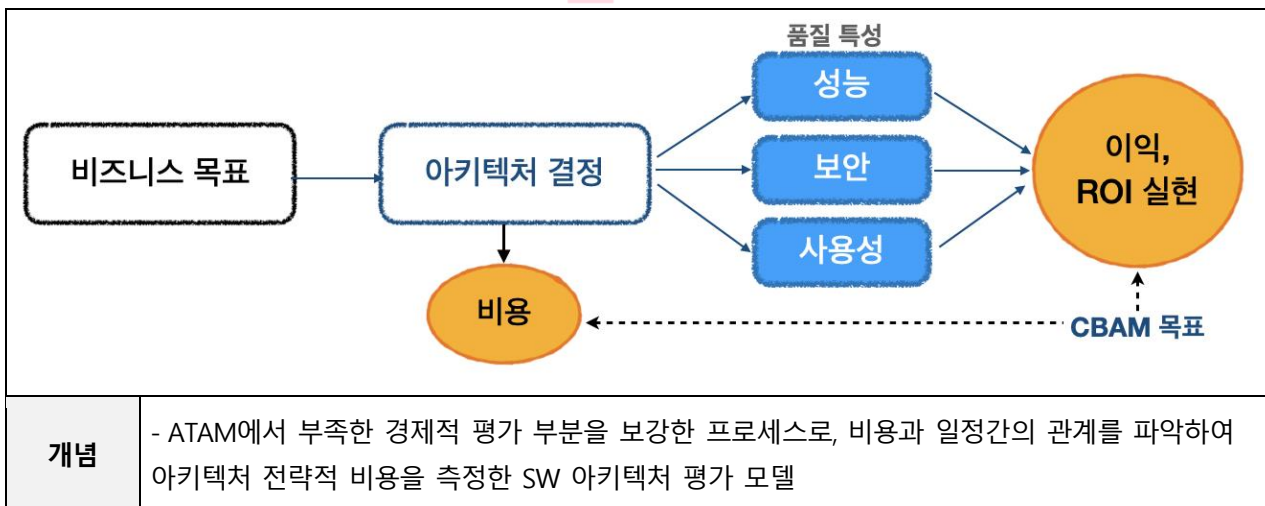 품질 특성
성능
비즈니스 목표
아키텍처 결정
보안
이익,
ROI 실현
사용성
비용
CBAM 목표
개념
- ATAM에서 부족한 경제적 평가 부분을 보강한 프로세스로, 비용과 일정간의 관계를 파악하여
아키텍처 전략적 비용을 측정한 SW 아키텍처 평가 모델